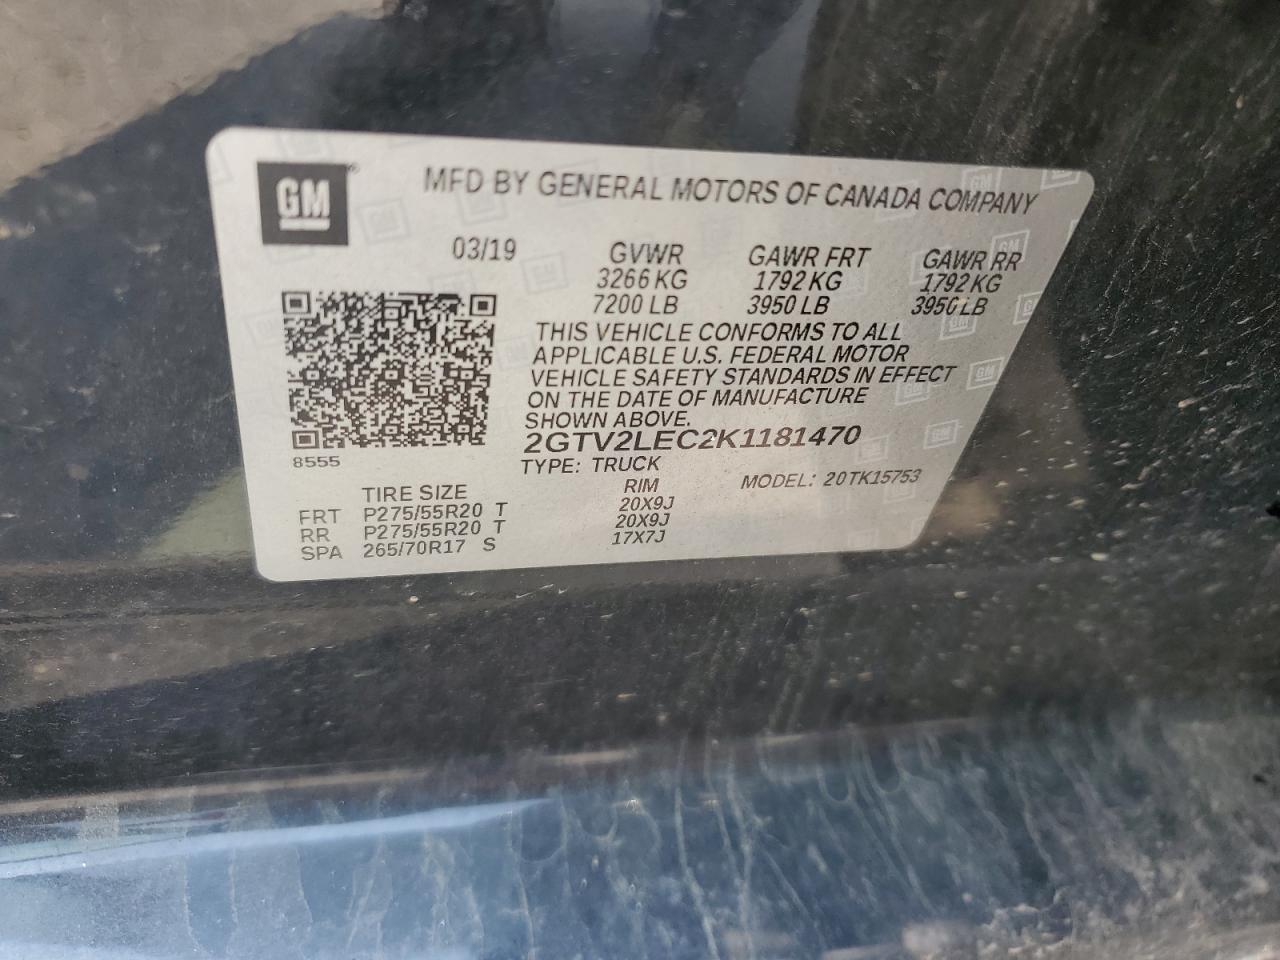 GM
MFD BY GENERAL MOTORS OF CANADA COMPANY
03/19 GVWR GAWR FRT GAWR RR
3266 KG 1792 KG 1792 KG
7200 LB 3950 LB 3950 LB
THIS VEHICLE CONFORMS TO ALL
APPLICABLE U.S. FEDERAL MOTOR
VEHICLE SAFETY STANDARDS IN EFFECT
ON THE DATE OF MANUFACTURE
SHOWN ABOVE.
2GTV2LEC2K1181470
8555
TYPE: TRUCK MODEL: 20TK15753
TIRE SIZE RIM
FRT P275/55R20 T 20X9J
RR P275/55R20 T 20X9J
SPA 265/70R17 S 17X7J